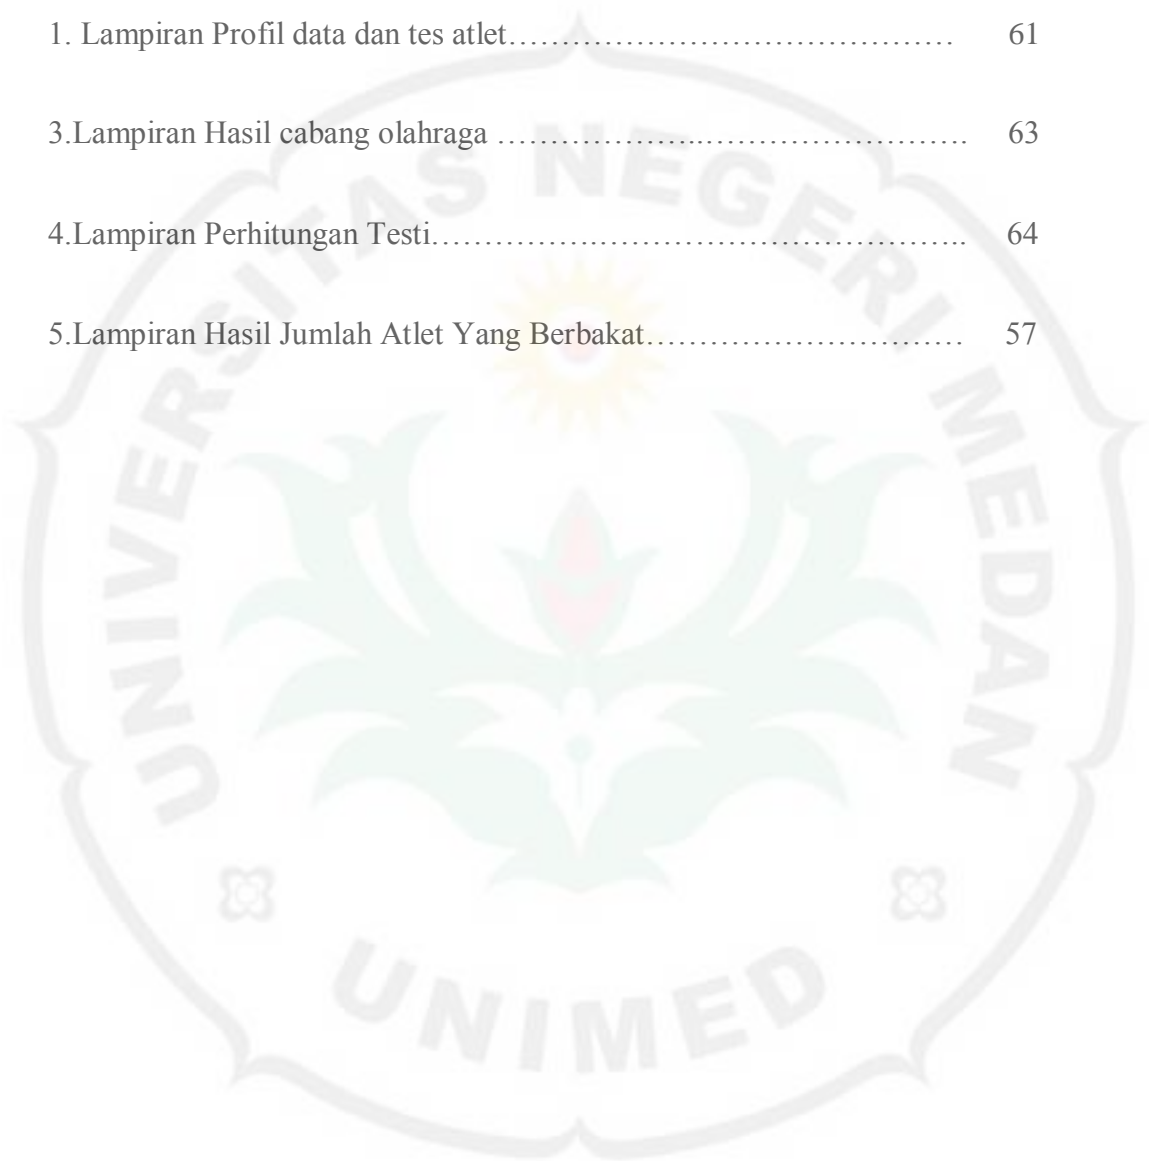 1. Lampiran Profil data dan tes atlet…………………………………… 61
3.Lampiran Hasil cabang olahraga ………………..……………………. 63
4.Lampiran Perhitungan Testi…………..…………………………….. 64
5.Lampiran Hasil Jumlah Atlet Yang Berbakat………………………… 57
UNIVERSITAS NEGERI MEDAN
UNIMED